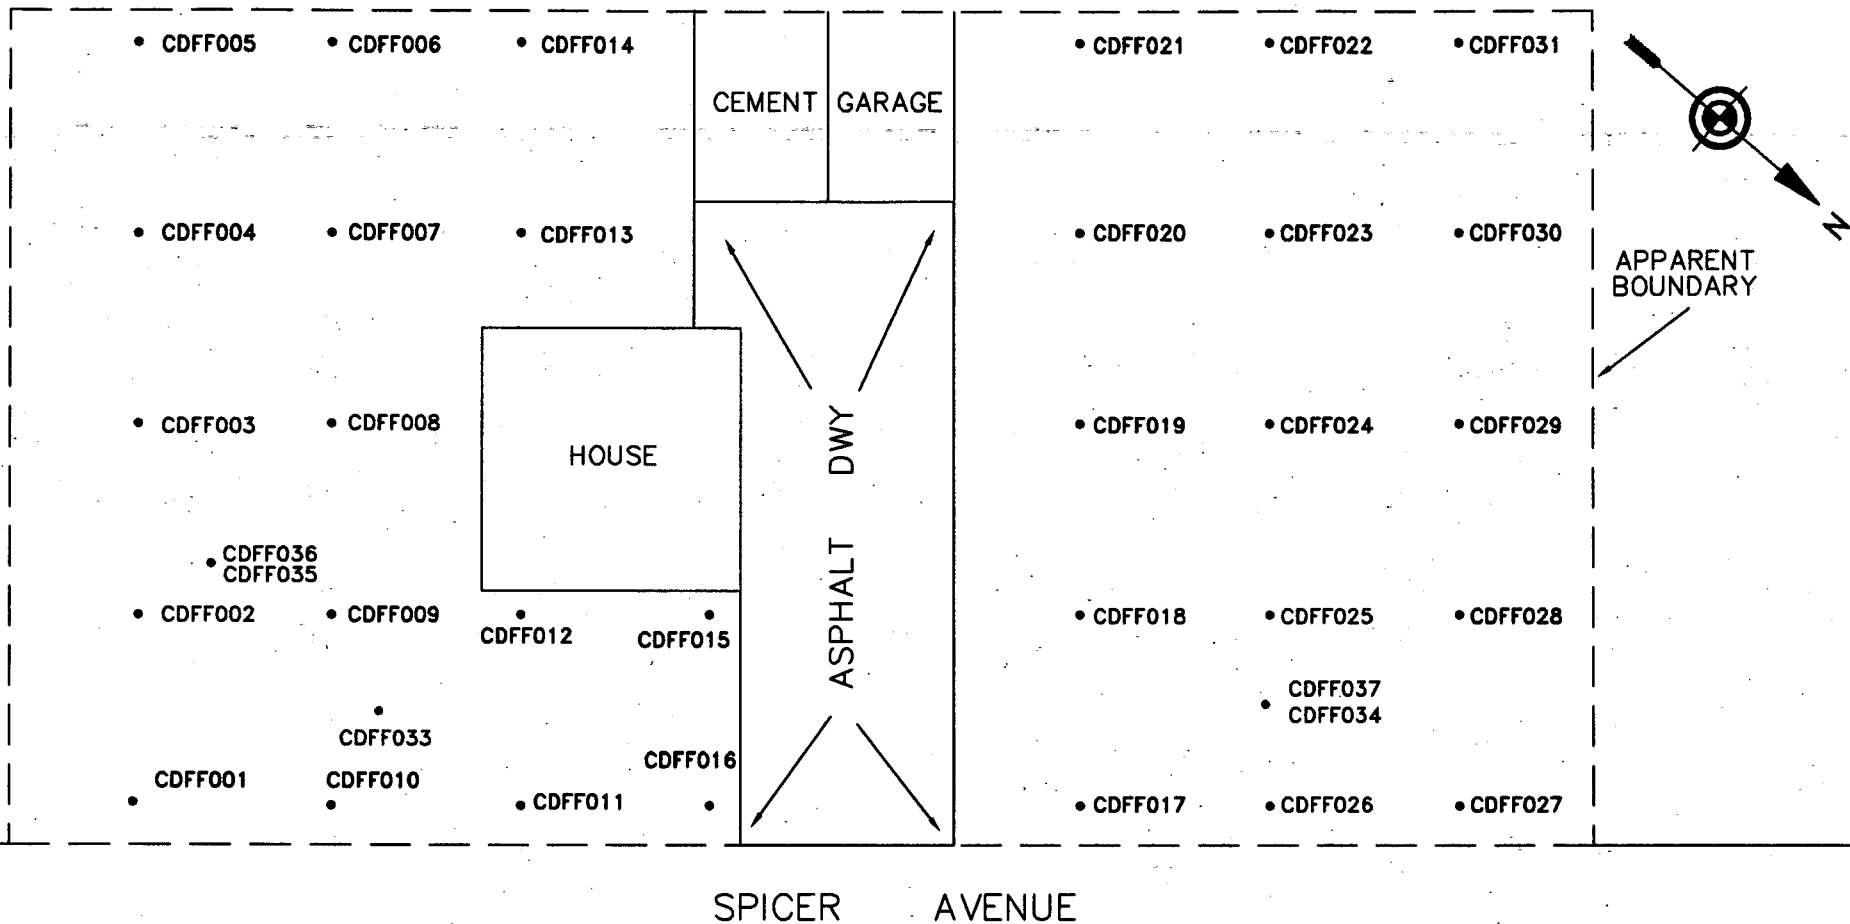 CDFF005 CDFF006 CDFF014 CDFF021 CDFF022 CDFF031
CEMENT GARAGE
N
CDFF004 CDFF007 CDFF013 CDFF020 CDFF023 CDFF030
APPARENT
BOUNDARY
CDFF003 CDFF008 CDFF019 CDFF024 CDFF029
HOUSE
ASPHALT DWY
CDFF036
CDFF035
CDFF002 CDFF009 CDFF018 CDFF025 CDFF028
CDFF012 CDFF015
CDFF037
CDFF034
CDFF033
CDFF016
CDFF001 CDFF010
CDFF011 CDFF017 CDFF026 CDFF027
SPICER AVENUE